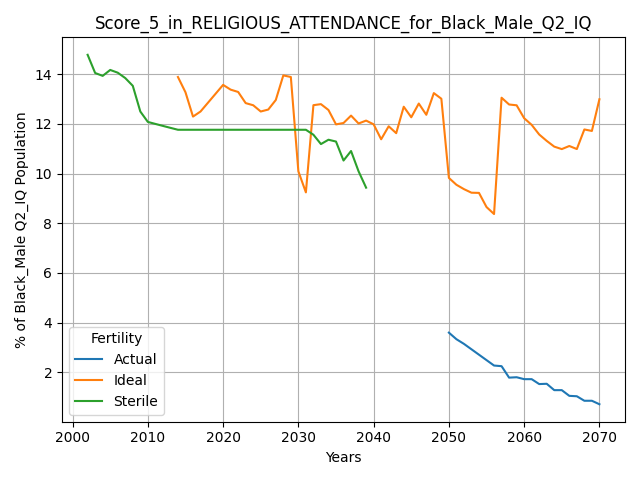 Score_5_in_RELIGIOUS_ATTENDANCE_for_Black_Male_Q2_IQ
% of Black_Male Q2_IQ Population
14
12
10
8
6
4
2
Fertility
Actual
Ideal
Sterile
2000 2010 2020 2030 2040 2050 2060 2070
Years